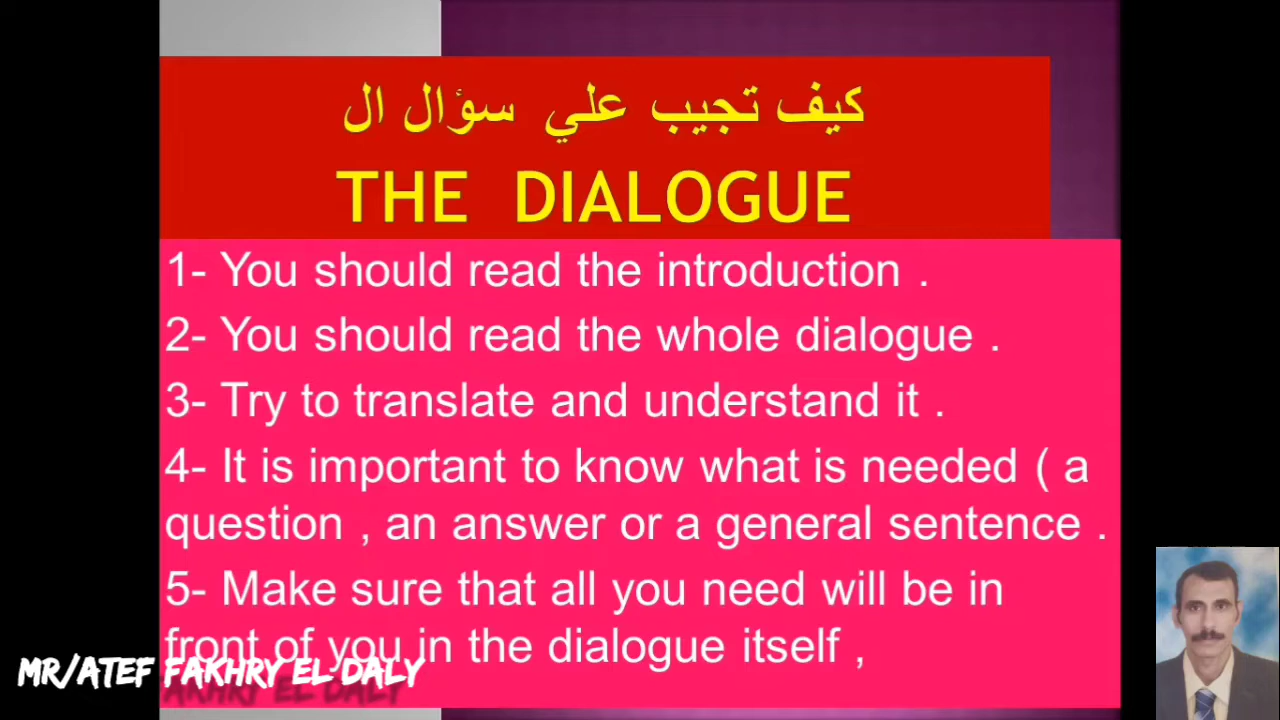 كيف تجيب علي سؤال ال
THE DIALOGUE
1- You should read the introduction .
2- You should read the whole dialogue .
3- Try to translate and understand it .
4- It is important to know what is needed ( a
question , an answer or a general sentence .
5- Make sure that all you need will be in
front of you in the dialogue itself ,
MR/ATEF FAKHRY EL DALY